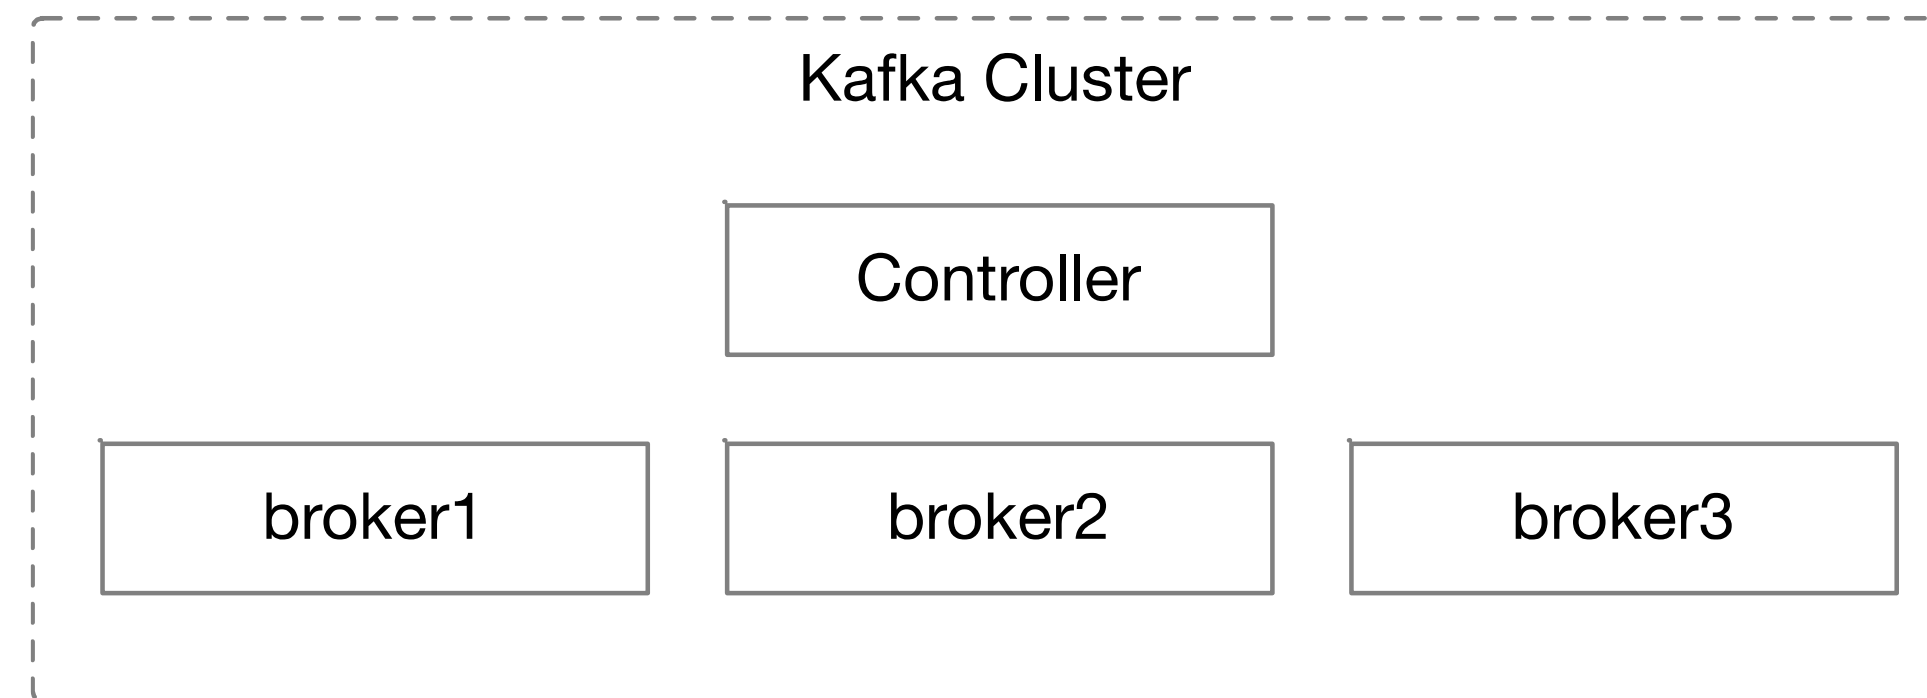 Kafka Cluster
Controller
broker1
broker2
broker3